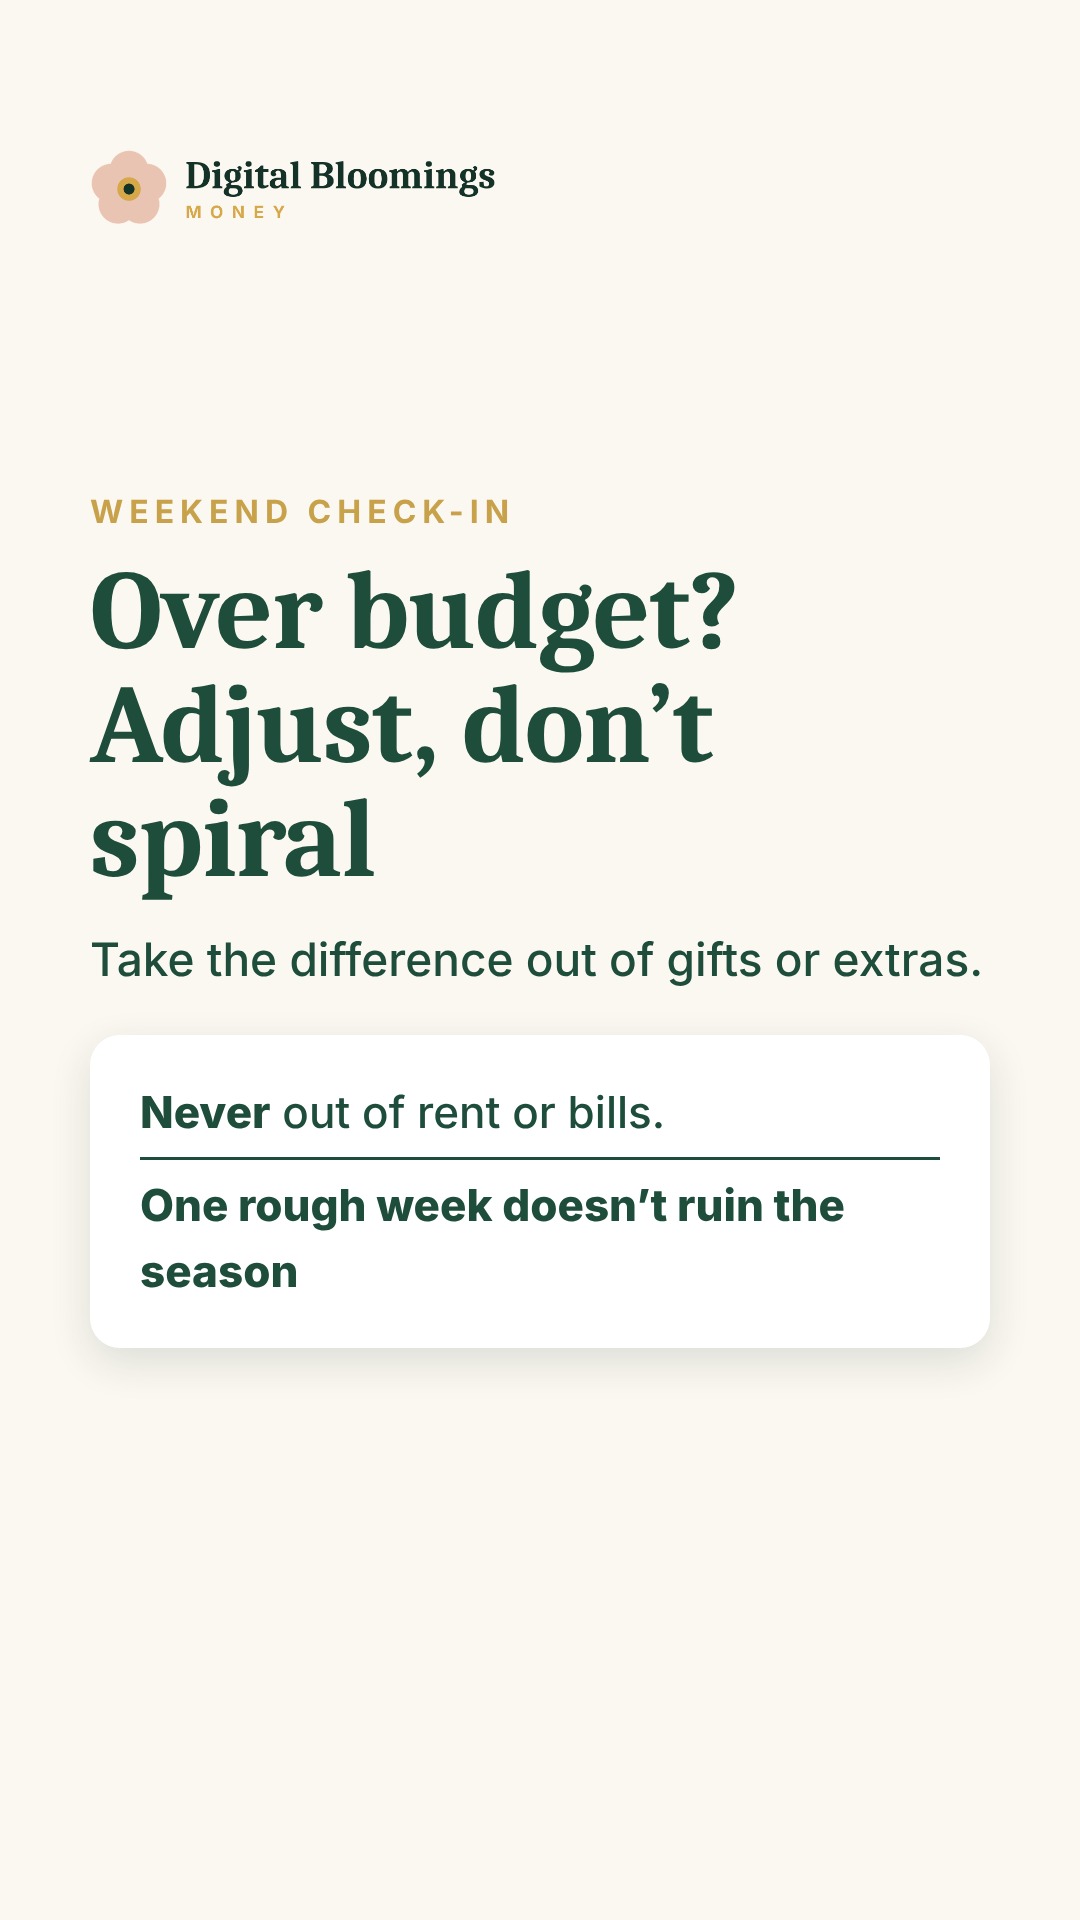 Digital Bloomings
MONEY
WEEKEND CHECK-IN
Over budget?
Adjust, don’t
spiral
Take the difference out of gifts or extras.
Never out of rent or bills.
One rough week doesn’t ruin the
season